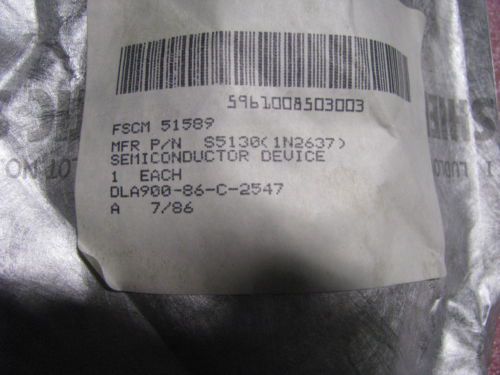 5961008503003
FSCM 51589
MFR P/N S5130(1N2637)
SEMICONDUCTOR DEVICE
1 EACH
DLA900-86-C-2547
A 7/86